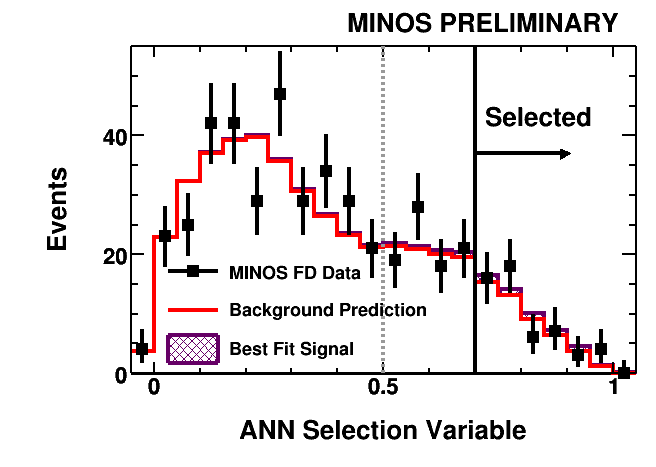 MINOS PRELIMINARY
Selected
Events
40
20
0
MINOS FD Data
Background Prediction
Best Fit Signal
0
0.5
1
ANN Selection Variable